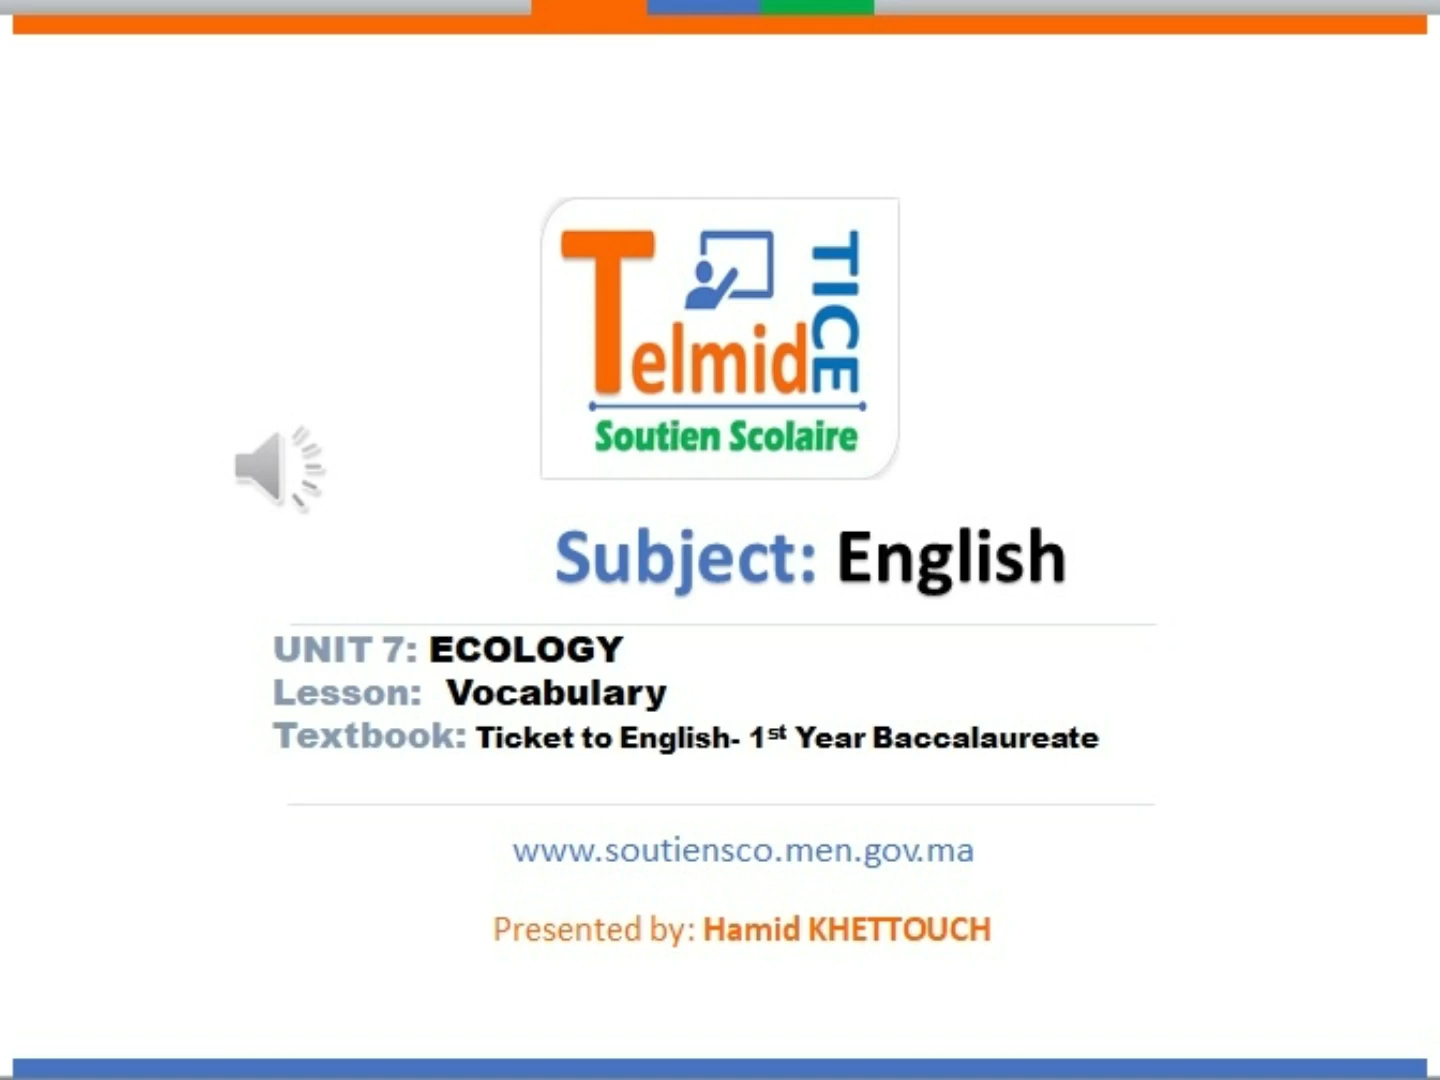 Telmid TICE
Soutien Scolaire
Subject: English
UNIT 7: ECOLOGY
Lesson: Vocabulary
Textbook: Ticket to English- 1st Year Baccalaureate
www.soutiensco.men.gov.ma
Presented by: Hamid KHETTOUCH